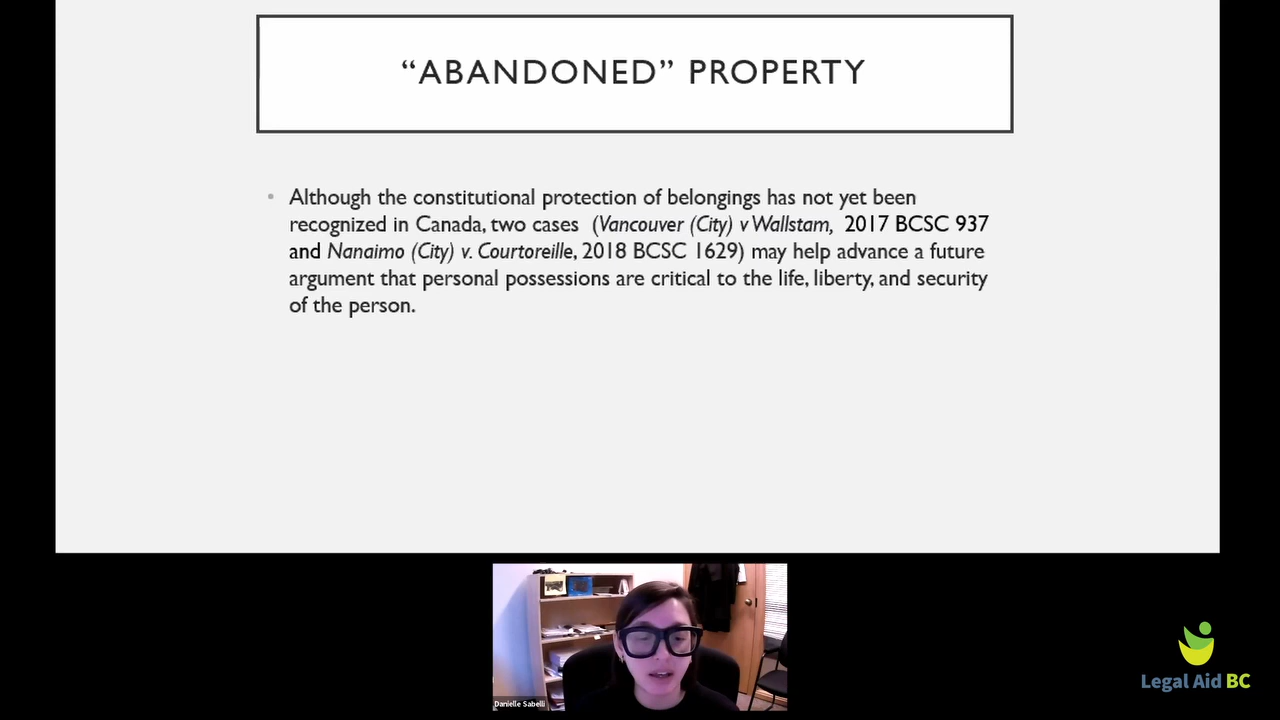 “ABANDONED” PROPERTY
• Although the constitutional protection of belongings has not yet been
recognized in Canada, two cases (Vancouver (City) v Wallstam, 2017 BCSC 937
and Nanaimo (City) v. Courtoreille, 2018 BCSC 1629) may help advance a future
argument that personal possessions are critical to the life, liberty, and security
of the person.
Danielle Sabelli
Legal Aid BC